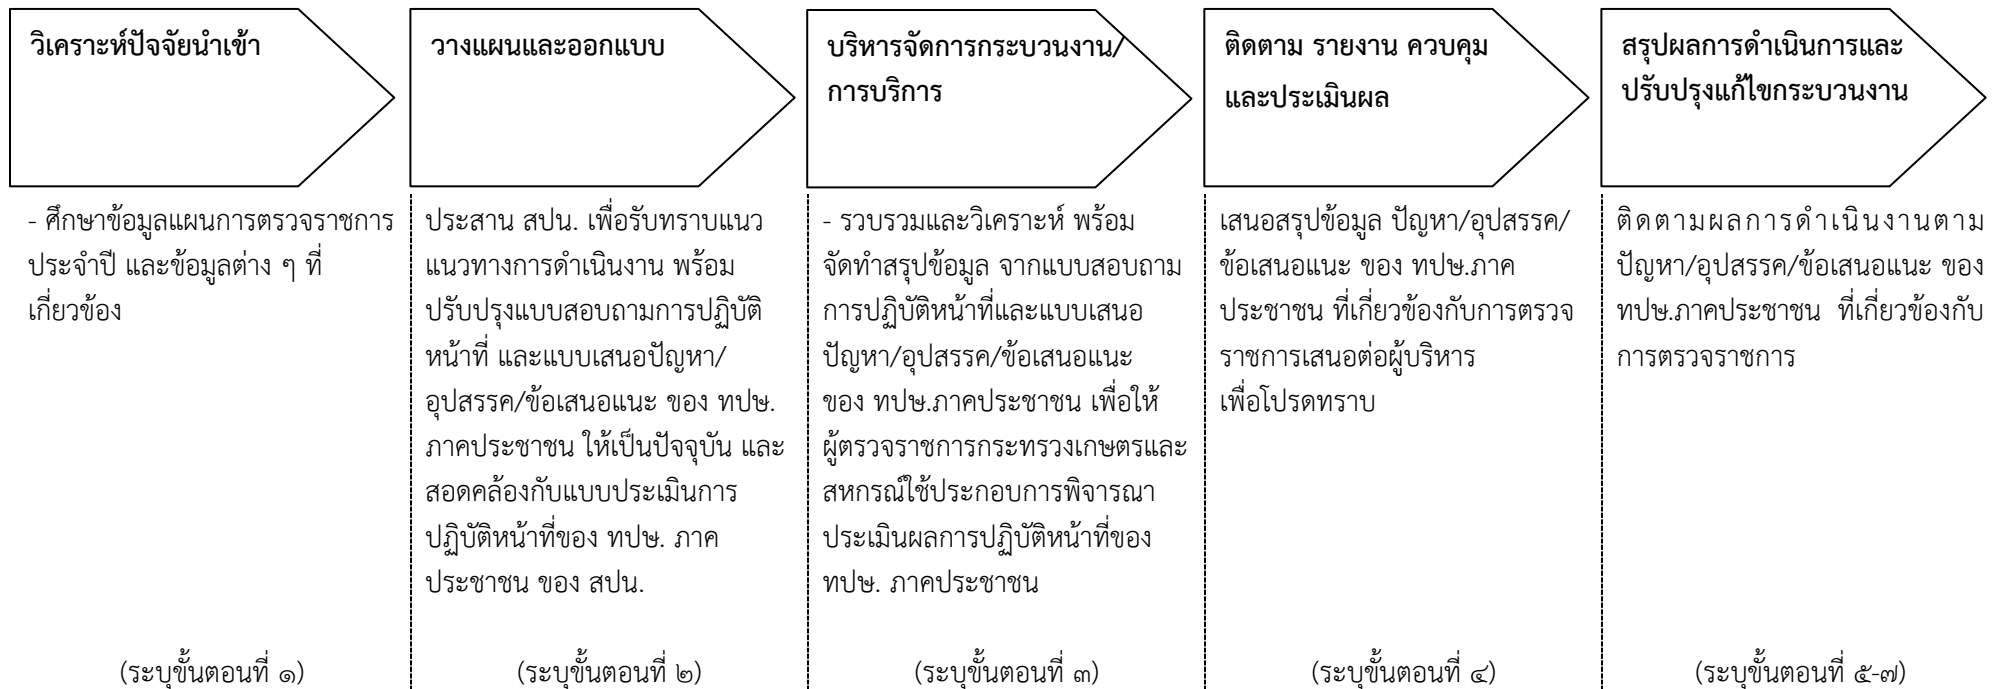 วิเคราะห์ปัจจัยนำเข้า
- ศึกษาข้อมูลแผนการตรวจราชการ
ประจำปี และข้อมูลต่าง ๆ ที่
เกี่ยวข้อง
(ระบุขั้นตอนที่ ๑)
วางแผนและออกแบบ
ประสาน สปน. เพื่อรับทราบแนว
แนวทางการดำเนินงาน พร้อม
ปรับปรุงแบบสอบถามการปฏิบัติ
หน้าที่ และแบบเสนอปัญหา/
อุปสรรค/ข้อเสนอแนะ ของ ทปษ.
ภาคประชาชน ให้เป็นปัจจุบัน และ
สอดคล้องกับแบบประเมินการ
ปฏิบัติหน้าที่ของ ทปษ. ภาค
ประชาชน ของ สปน.
(ระบุขั้นตอนที่ ๒)
บริหารจัดการกระบวนงาน/
การบริการ
- รวบรวมและวิเคราะห์ พร้อม
จัดทำสรุปข้อมูล จากแบบสอบถาม
การปฏิบัติหน้าที่และแบบเสนอ
ปัญหา/อุปสรรค/ข้อเสนอแนะ
ของ ทปษ.ภาคประชาชน เพื่อให้
ผู้ตรวจราชการกระทรวงเกษตรและ
สหกรณ์ใช้ประกอบการพิจารณา
ประเมินผลการปฏิบัติหน้าที่ของ
ทปษ. ภาคประชาชน
(ระบุขั้นตอนที่ ๓)
ติดตาม รายงาน ควบคุม
และประเมินผล
เสนอสรุปข้อมูล ปัญหา/อุปสรรค/
ข้อเสนอแนะ ของ ทปษ.ภาค
ประชาชน ที่เกี่ยวข้องกับการตรวจ
ราชการเสนอต่อผู้บริหาร
เพื่อโปรดทราบ
(ระบุขั้นตอนที่ ๔)
สรุปผลการดำเนินการและ
ปรับปรุงแก้ไขกระบวนงาน
ติดตามผลการดำเนินงานตาม
ปัญหา/อุปสรรค/ข้อเสนอแนะ ของ
ทปษ.ภาคประชาชน ที่เกี่ยวข้องกับ
การตรวจราชการ
(ระบุขั้นตอนที่ ๕-๗)